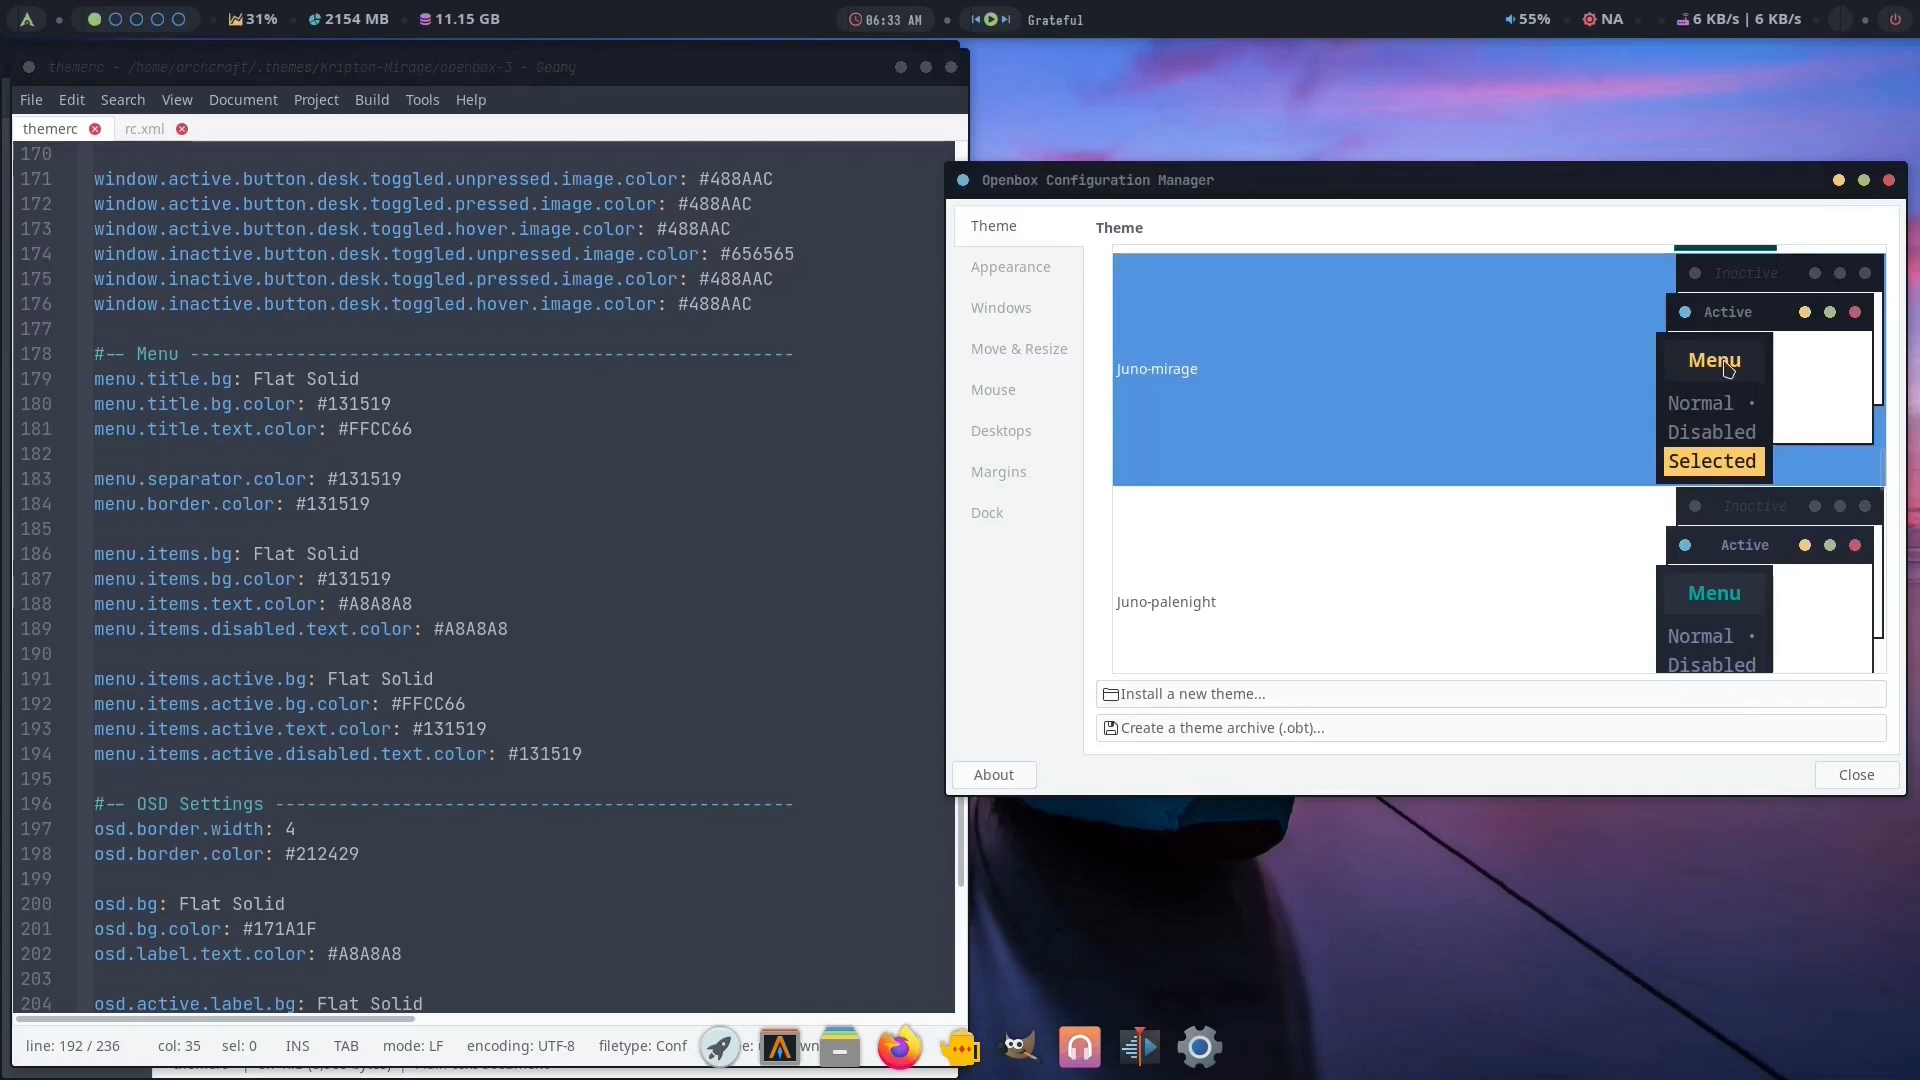 31%
2154 MB
11.15 GB
06:33 AM
Grateful
55%
NA
6 KB/s | 6 KB/s
themerc - /home/archcraft/.themes/Kripton-Mirage/openbox-3 - Geany
File Edit Search View Document Project Build Tools Help
themerc
rc.xml
170
171 window.active.button.desk.toggled.unpressed.image.color: #488AAC
172 window.active.button.desk.toggled.pressed.image.color: #488AAC
173 window.active.button.desk.toggled.hover.image.color: #488AAC
174 window.inactive.button.desk.toggled.unpressed.image.color: #656565
175 window.inactive.button.desk.toggled.pressed.image.color: #488AAC
176 window.inactive.button.desk.toggled.hover.image.color: #488AAC
177
178 #-- Menu ---------------------------------------------------------
179 menu.title.bg: Flat Solid
180 menu.title.bg.color: #131519
181 menu.title.text.color: #FFCC66
182
183 menu.separator.color: #131519
184 menu.border.color: #131519
185
186 menu.items.bg: Flat Solid
187 menu.items.bg.color: #131519
188 menu.items.text.color: #A8A8A8
189 menu.items.disabled.text.color: #A8A8A8
190
191 menu.items.active.bg: Flat Solid
192 menu.items.active.bg.color: #FFCC66
193 menu.items.active.text.color: #131519
194 menu.items.active.disabled.text.color: #131519
195
196 #-- OSD Settings -------------------------------------------------
197 osd.border.width: 4
198 osd.border.color: #212429
199
200 osd.bg: Flat Solid
201 osd.bg.color: #171A1F
202 osd.label.text.color: #A8A8A8
203
204 osd.active.label.bg: Flat Solid
line: 192 / 236 col: 35 sel: 0 INS TAB mode: LF encoding: UTF-8 filetype: Conf
Openbox Configuration Manager
Theme
Appearance
Windows
Move & Resize
Mouse
Desktops
Margins
Dock
Theme
Juno-mirage
Inactive
Active
Menu
Normal
Disabled
Selected
Juno-palenight
Inactive
Active
Menu
Normal
Disabled
Install a new theme...
Create a theme archive (.obt)...
About
Close